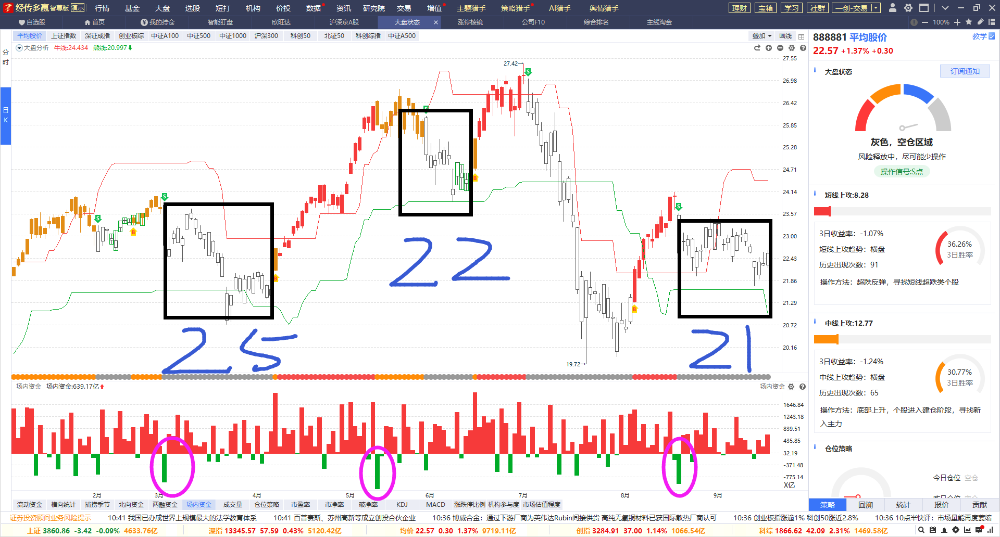 经传多赢 智尊版 演示 行情 基金 大盘 选股 短打 机构 价投 数据 资讯 研究院 交易 增值 主题猎手 策略猎手 AI猎手 舆情猎手 理财 宝箱 学习 社群 一创-交易
自选股 首页 我的持仓 智能盯盘 欣旺达 沪深京A股 大盘状态 × 涨停棱镜 公司F10 综合排名 主线淘金 100%
平均股价 上证指数 深证成指 创业板综 中证A100 中证500 中证1000 沪深300 科创50 北证50 科创综指 中证A500 叠加 画线
大盘分析 牛线:24.434 熊线:20.997
分时
日K
27.55
26.98
26.42
25.85
25.28
24.71
24.14
23.57
23.00
22.43
21.86
21.29
20.72
20.16
27.42
19.72
S
S
S
S
S
B
B
B
B
25
22
21
场内资金 场内资金:639.17亿 场内资金
1646.84
1243.18
839.51
435.85
32.19
-371.48
-775.14
X亿
2月 3月 4月 5月 6月 7月 8月 9月
流动资金 横向统计 捕捞季节 北向资金 两融资金 场内资金 成交量 仓位策略 市盈率 市净率 破净率 KDJ MACD 涨跌停比例 机构参与度 市场估值程度
888881 平均股价 教学
22.57 +1.37% +0.30
大盘状态 订阅通知
灰色，空仓区域
风险释放中，尽可能少操作
操作信号:S点
短线上攻:8.28
3日收益率：-1.07%
短线上攻趋势：横盘
历史出现次数：91
36.26%
3日胜率
操作方法：超跌反弹，寻找短线超跌类个股
中线上攻:12.77
3日收益率：-1.24%
中线上攻趋势：横盘
历史出现次数：65
30.77%
3日胜率
操作方法：底部上升，个股进入建仓阶段，寻找新入主力
仓位策略
今日仓位 空仓
昨日仓位 空仓
策略 回溯 统计 报价 贡献
证券投资顾问业务风险提示 10:41 我国已办成世界上规模最大的法学教育体系 10:41 百普赛斯、苏州高新等成立创投合伙企业 10:36 博威合金：通过下游厂商为英伟达Rubin间接供货 高纯无氧铜材料已获国际散热厂商认可 10:36 创业板指涨逾1% 科创50涨近2.8% 10:36 10点半快评：市场量能再度萎缩
上证 3860.86 -3.42 -0.09% 4633.76亿 深指 13345.57 57.59 0.43% 5120.42亿 均价 22.57 0.30 1.37% 9719.11亿 创指 3284.91 37.00 1.14% 1066.54亿 科综 1866.62 42.09 2.31% 1469.58亿